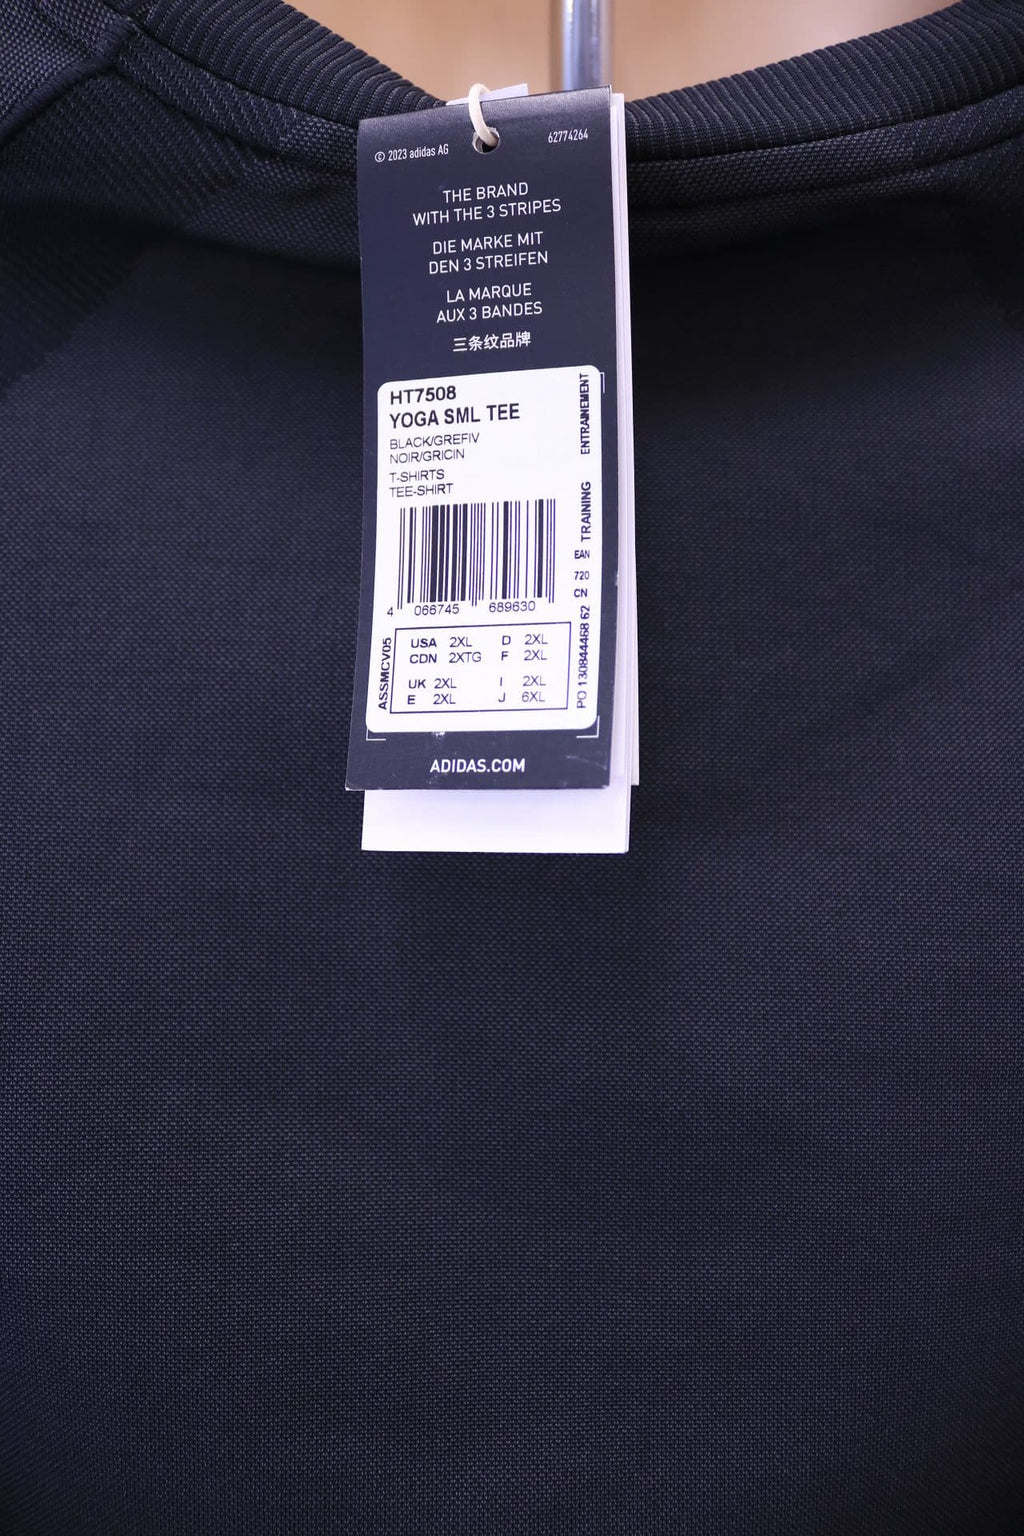 © 2023 adidas AG
62774264
THE BRAND
WITH THE 3 STRIPES
DIE MARKE MIT
DEN 3 STREIFEN
LA MARQUE
AUX 3 BANDES
三条纹品牌
HT7508
YOGA SML TEE
BLACK/GREFIV
NOIR/GRICIN
T-SHIRTS
TEE-SHIRT
4 066745 689630
USA 2XL D 2XL
CDN 2XTG F 2XL
UK 2XL I 2XL
E 2XL J 6XL
ASSMCV05
ENTRAINEMENT
TRAINING
EAN
720
CN
PO 130844468 62
ADIDAS.COM